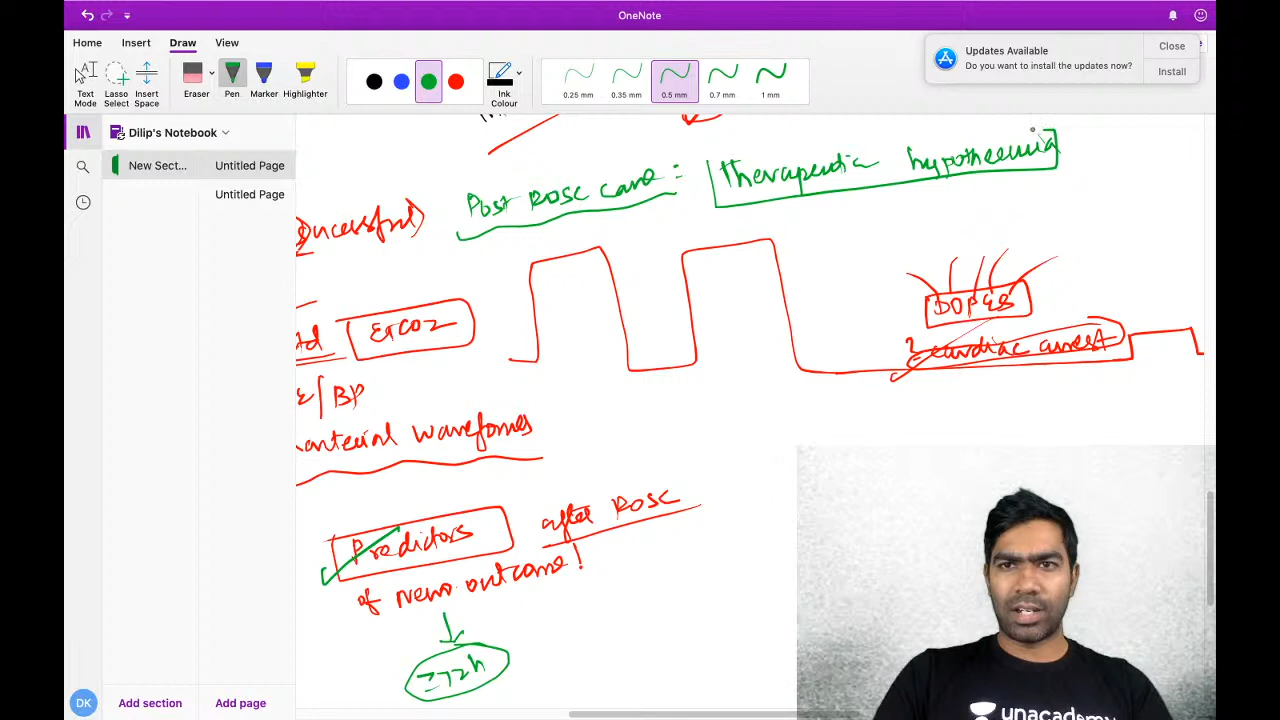 OneNote
Home Insert Draw View
Updates Available
Do you want to install the updates now?
Close
Install
Text Mode
Lasso Select
Insert Space
Eraser
Pen
Marker
Highlighter
0.25 mm
0.35 mm
0.5 mm
0.7 mm
1 mm
Ink Colour
Dilip's Notebook
New Sec...
Untitled Page
Untitled Page
Post ROSC care : therapeutic hypothermia
sucessful)
EtCO2
DOPES
? cardiac arrest
/BP
arterial waveforms
Predictors after ROSC
of neuro outcome!
≥72h
DK
Add section
Add page
unacademy